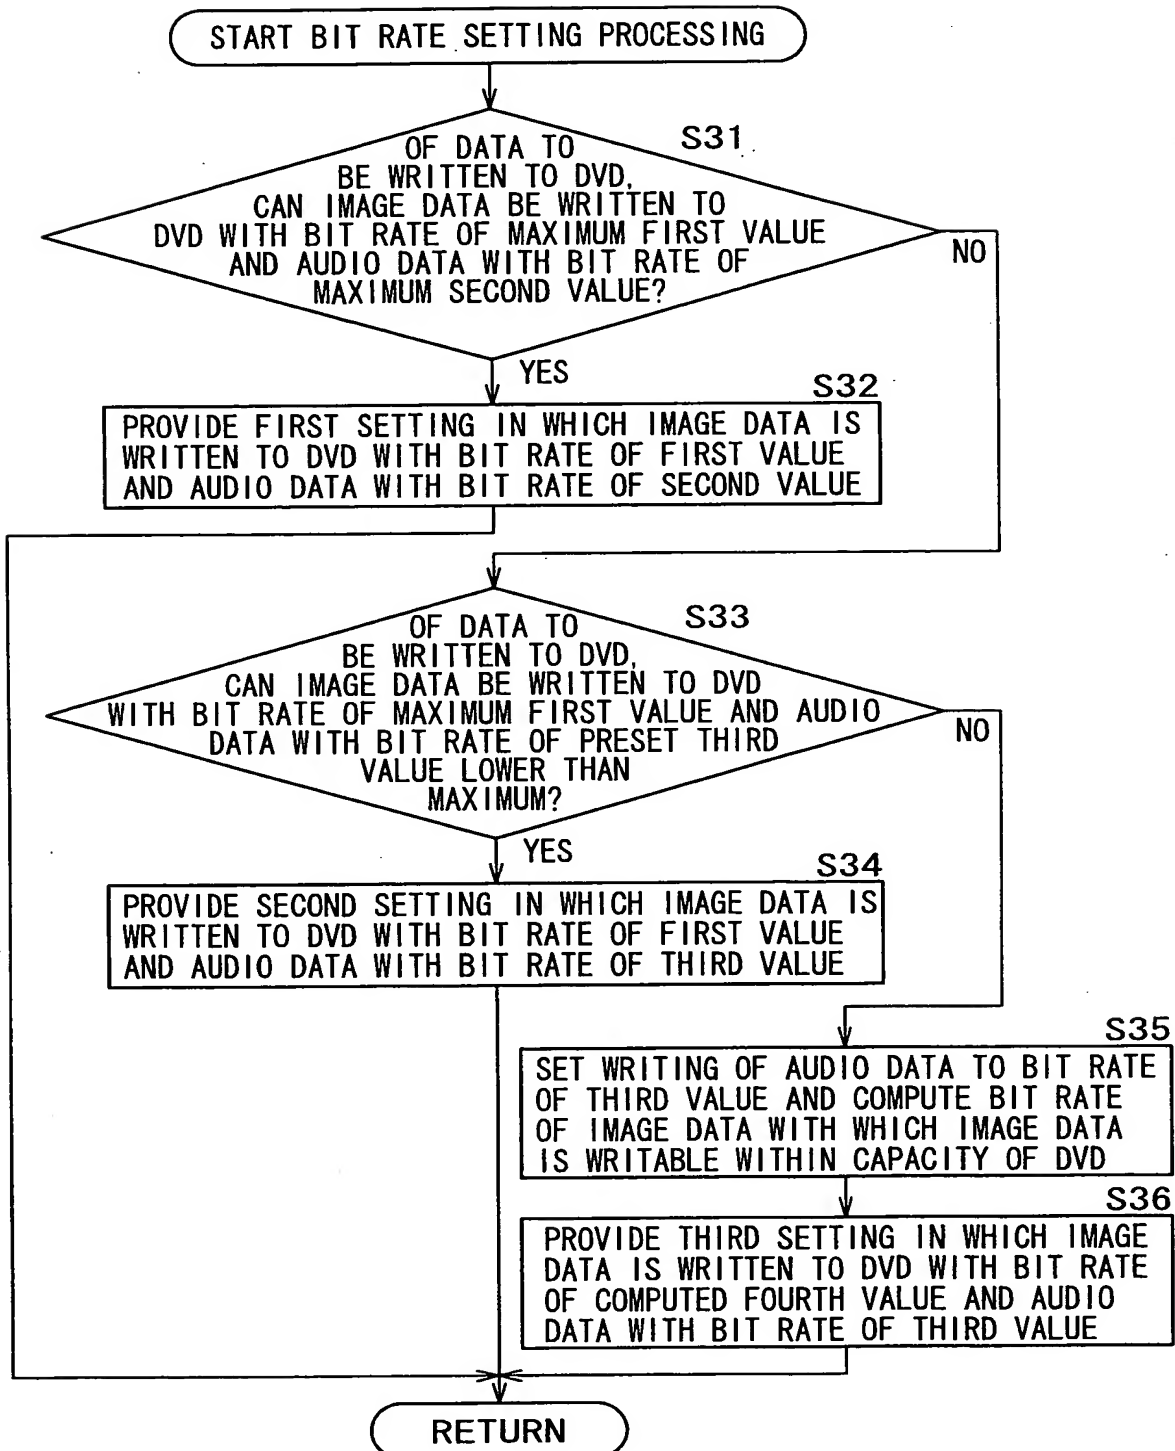 START BIT RATE SETTING PROCESSING
S31
OF DATA TO
BE WRITTEN TO DVD,
CAN IMAGE DATA BE WRITTEN TO
DVD WITH BIT RATE OF MAXIMUM FIRST VALUE
AND AUDIO DATA WITH BIT RATE OF
MAXIMUM SECOND VALUE?
NO
YES
S32
PROVIDE FIRST SETTING IN WHICH IMAGE DATA IS
WRITTEN TO DVD WITH BIT RATE OF FIRST VALUE
AND AUDIO DATA WITH BIT RATE OF SECOND VALUE
S33
OF DATA TO
BE WRITTEN TO DVD,
CAN IMAGE DATA BE WRITTEN TO DVD
WITH BIT RATE OF MAXIMUM FIRST VALUE AND AUDIO
DATA WITH BIT RATE OF PRESET THIRD
VALUE LOWER THAN
MAXIMUM?
NO
YES
S34
PROVIDE SECOND SETTING IN WHICH IMAGE DATA IS
WRITTEN TO DVD WITH BIT RATE OF FIRST VALUE
AND AUDIO DATA WITH BIT RATE OF THIRD VALUE
S35
SET WRITING OF AUDIO DATA TO BIT RATE
OF THIRD VALUE AND COMPUTE BIT RATE
OF IMAGE DATA WITH WHICH IMAGE DATA
IS WRITABLE WITHIN CAPACITY OF DVD
S36
PROVIDE THIRD SETTING IN WHICH IMAGE
DATA IS WRITTEN TO DVD WITH BIT RATE
OF COMPUTED FOURTH VALUE AND AUDIO
DATA WITH BIT RATE OF THIRD VALUE
RETURN